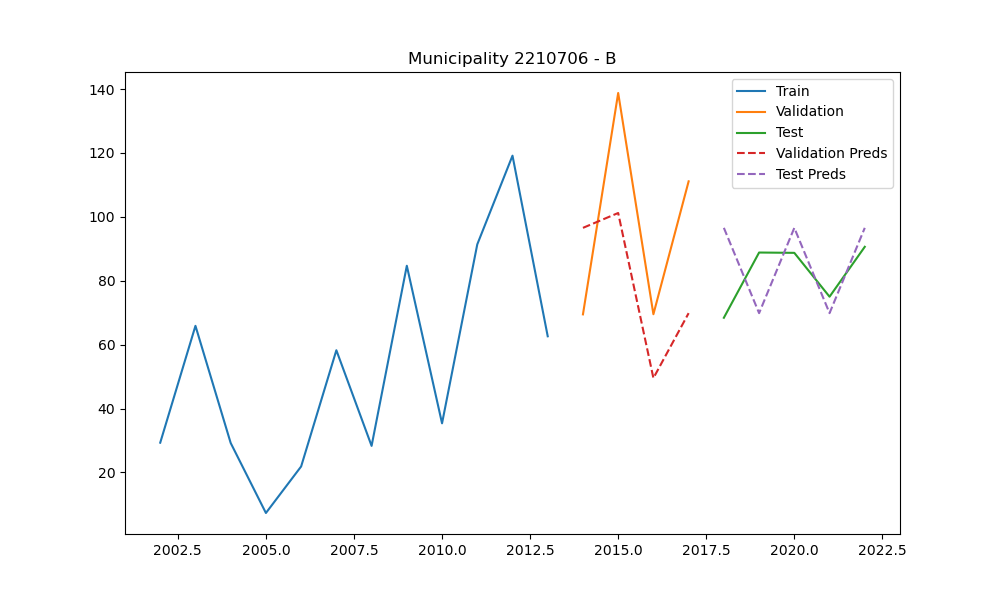 Municipality 2210706 - B
140
120
100
80
60
40
20
Train
Validation
Test
Validation Preds
Test Preds
2002.5 2005.0 2007.5 2010.0 2012.5 2015.0 2017.5 2020.0 2022.5